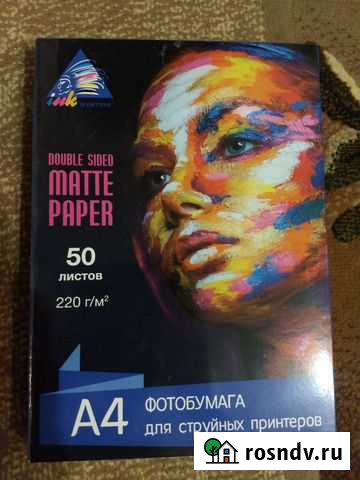 ink
DOUBLE SIDED
MATTE
PAPER
50
листов
220 г/м²
A4 ФОТОБУМАГА
для струйных принтеров
rosndv.ru